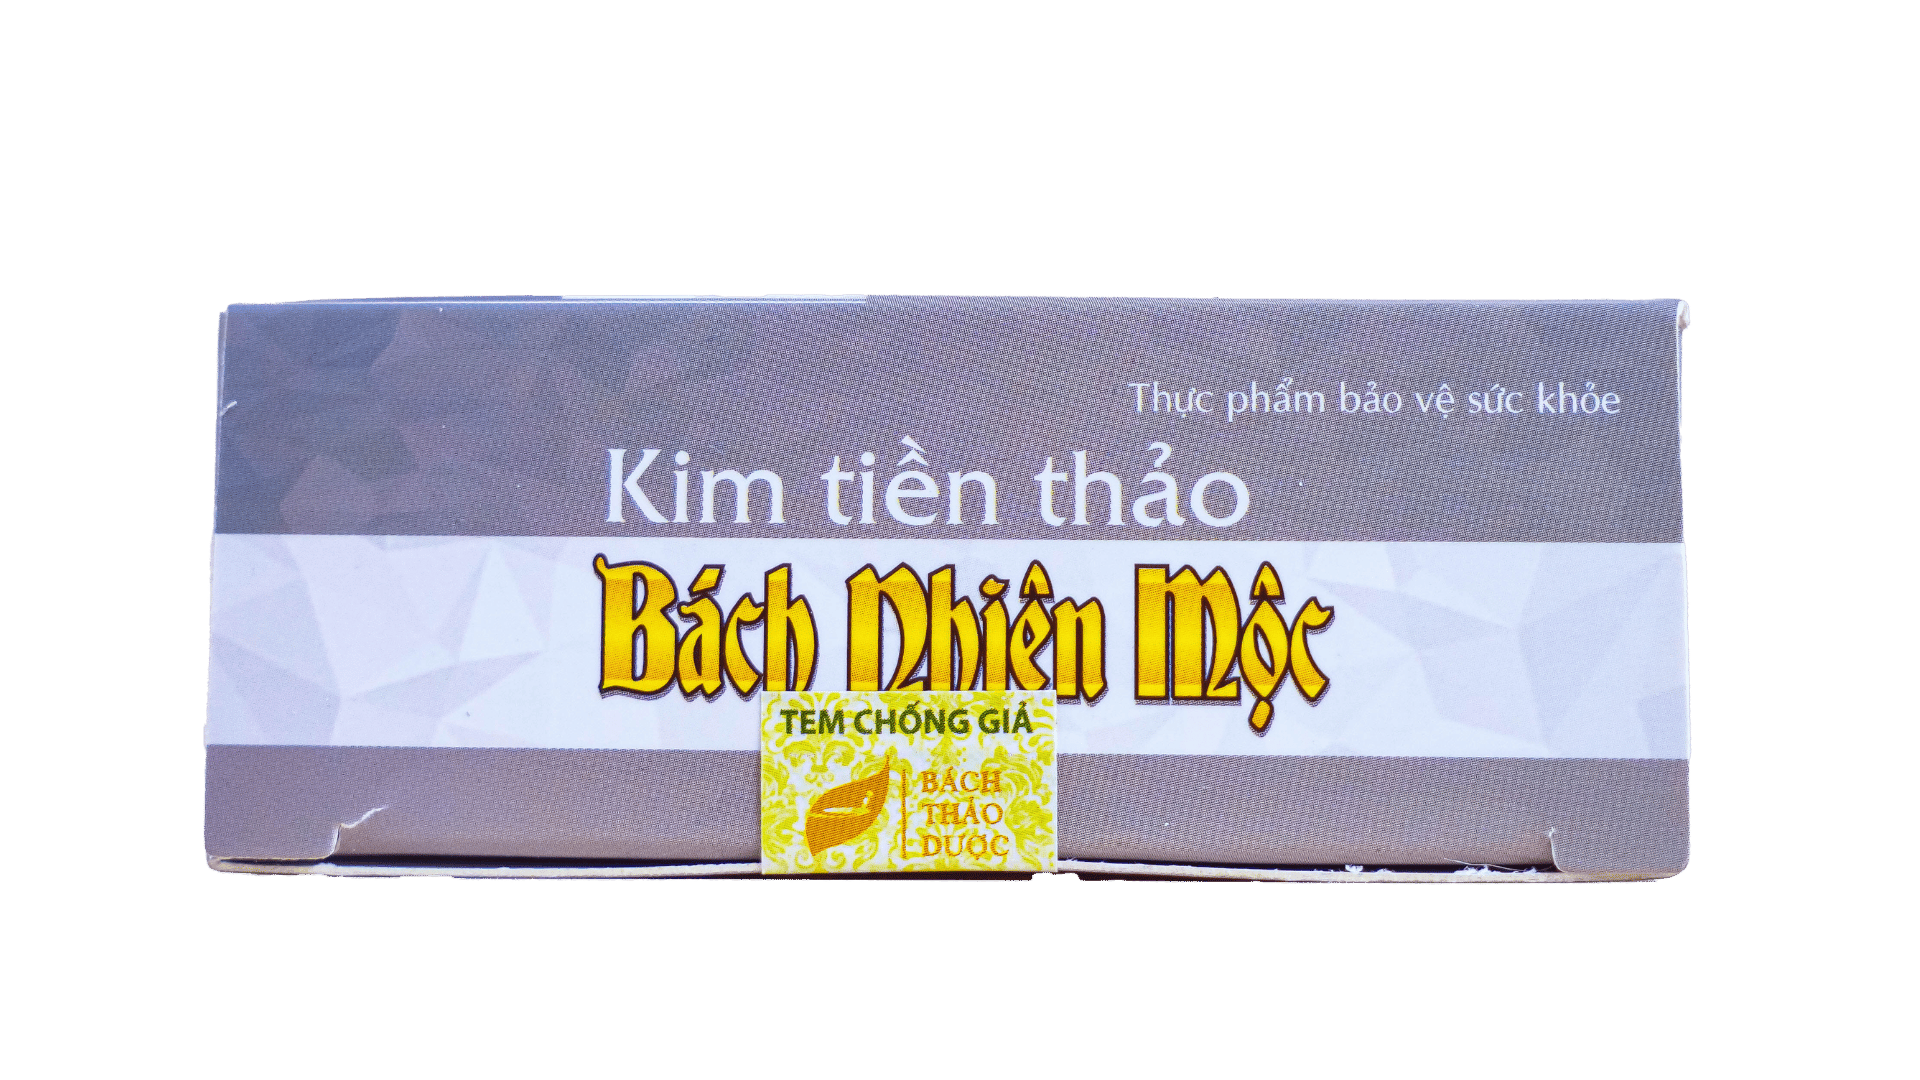 Thực phẩm bảo vệ sức khỏe
Kim tiền thảo
Bách Nhiên Mộc
TEM CHỐNG GIẢ
BÁCH
THẢO
DƯỢC